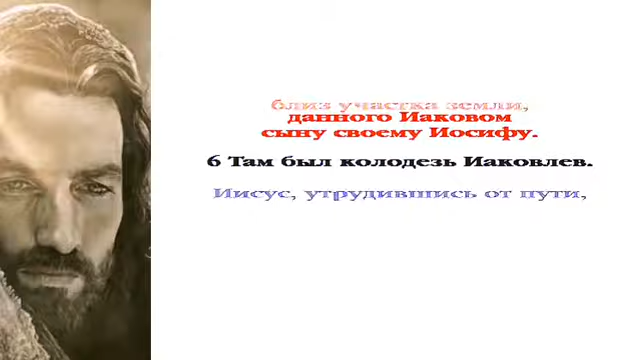 близ участка земли,
данного Иаковом
сыну своему Иосифу.
6 Там был колодезь Иаковлев.
Иисус, утрудившись от пути,